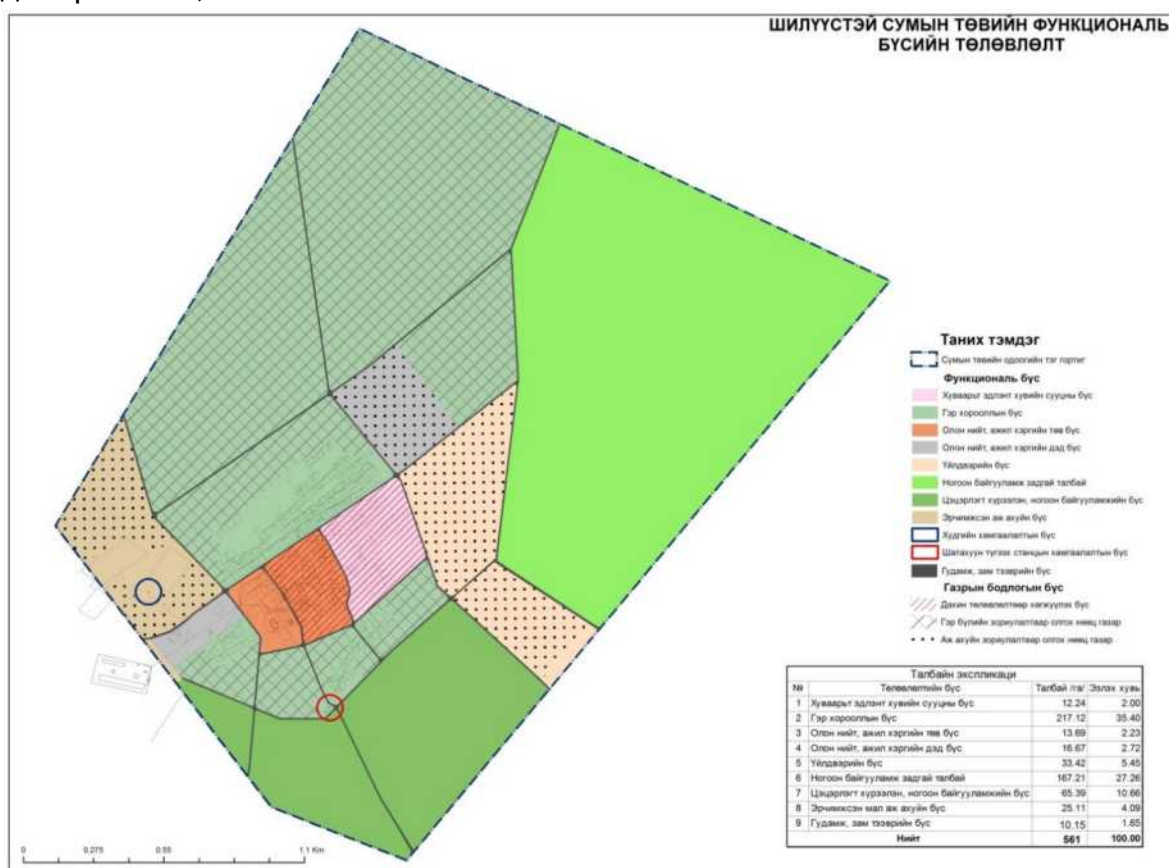 ШИЛҮҮСТЭЙ СУМЫН ТӨВИЙН ФУНКЦИОНАЛЬ
БҮСИЙН ТӨЛӨВЛӨЛТ
Таних тэмдэг
Сумын төвийн одоогийн тэг гортиг
Функциональ бүс
Хуваарьт эдлэнт хувийн сууцны бүс
Гэр хорооллын бүс
Олон нийт, ажил хэргийн төв бүс
Олон нийт, ажил хэргийн дэд бүс
Үйлдвэрийн бүс
Ногоон байгууламж задгай талбай
Цэцэрлэгт хүрээлэн, ногоон байгууламжийн бүс
Эрчимжсэн аж ахуйн бүс
Худгийн хамгаалалтын бүс
Шатахуун түгээх станцын хамгаалалтын бүс
Гудамж, зам тээврийн бүс
Газрын бодлогын бүс
Дахин төлөвлөлтөөр хөгжүүлэх бүс
Гэр бүлийн зориулалтаар олгох нөөц газар
Аж ахуйн зориулалтаар олгох нөөц газар
Талбайн экспликаци
№ Төлөвлөлтийн бүс Талбай /га/ Эзлэх хувь
1 Хуваарьт эдлэнт хувийн сууцны бүс 12.24 2.00
2 Гэр хорооллын бүс 217.12 35.40
3 Олон нийт, ажил хэргийн төв бүс 13.69 2.23
4 Олон нийт, ажил хэргийн дэд бүс 16.67 2.72
5 Үйлдвэрийн бүс 33.42 5.45
6 Ногоон байгууламж задгай талбай 167.21 27.26
7 Цэцэрлэгт хүрээлэн, ногоон байгууламжийн бүс 65.39 10.66
8 Эрчимжсэн мал аж ахуйн бүс 25.11 4.09
9 Гудамж, зам тээврийн бүс 10.15 1.65
Нийт 561 100.00
0 0.275 0.55 1.1 Km